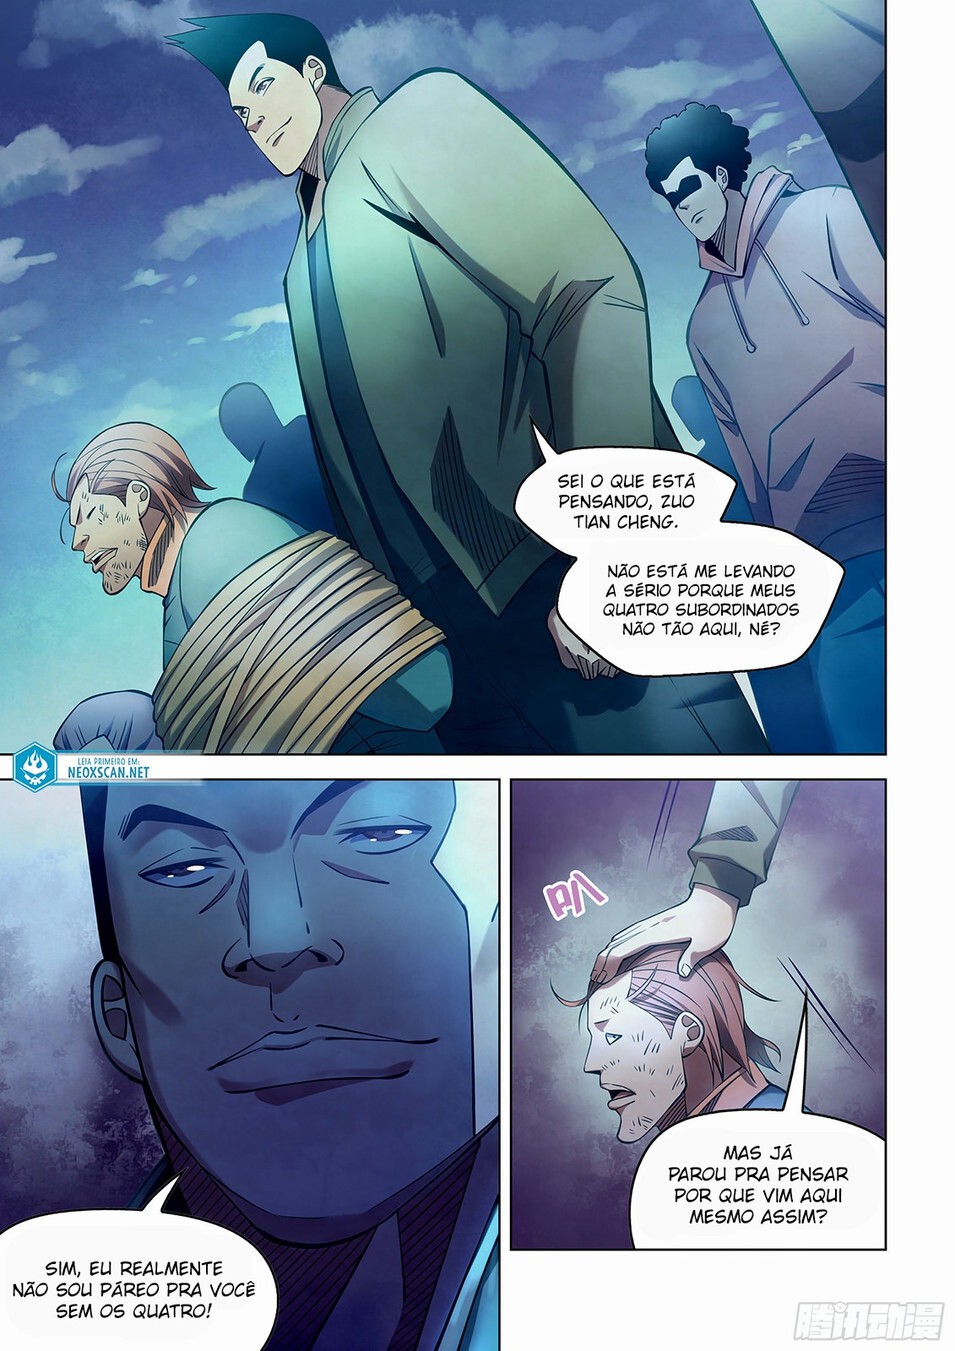 SEI O QUE ESTÁ
PENSANDO, ZUO
TIAN CHENG.
NÃO ESTÁ ME LEVANDO
A SÉRIO PORQUE MEUS
QUATRO SUBORDINADOS
NÃO TÃO AQUI, NÉ?
LEIA PRIMEIRO EM:
NEOXSCAN.NET
SIM, EU REALMENTE
NÃO SOU PÁREO PRA VOCÊ
SEM OS QUATRO!
叭
MAS JÁ
PAROU PRA PENSAR
POR QUE VIM AQUI
MESMO ASSIM?
腾讯动漫